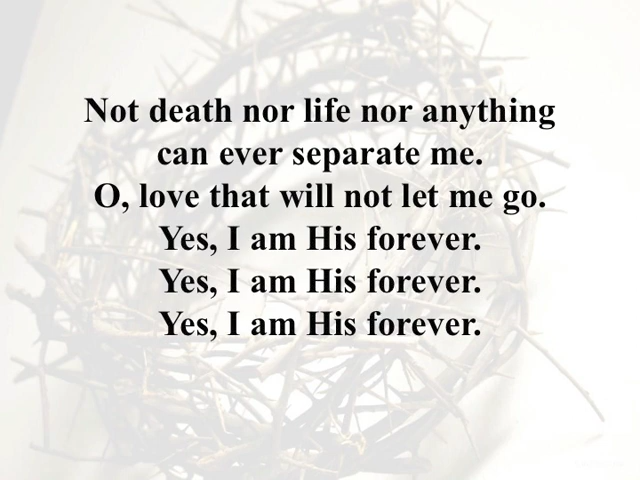 Not death nor life nor anything
can ever separate me.
O, love that will not let me go.
Yes, I am His forever.
Yes, I am His forever.
Yes, I am His forever.